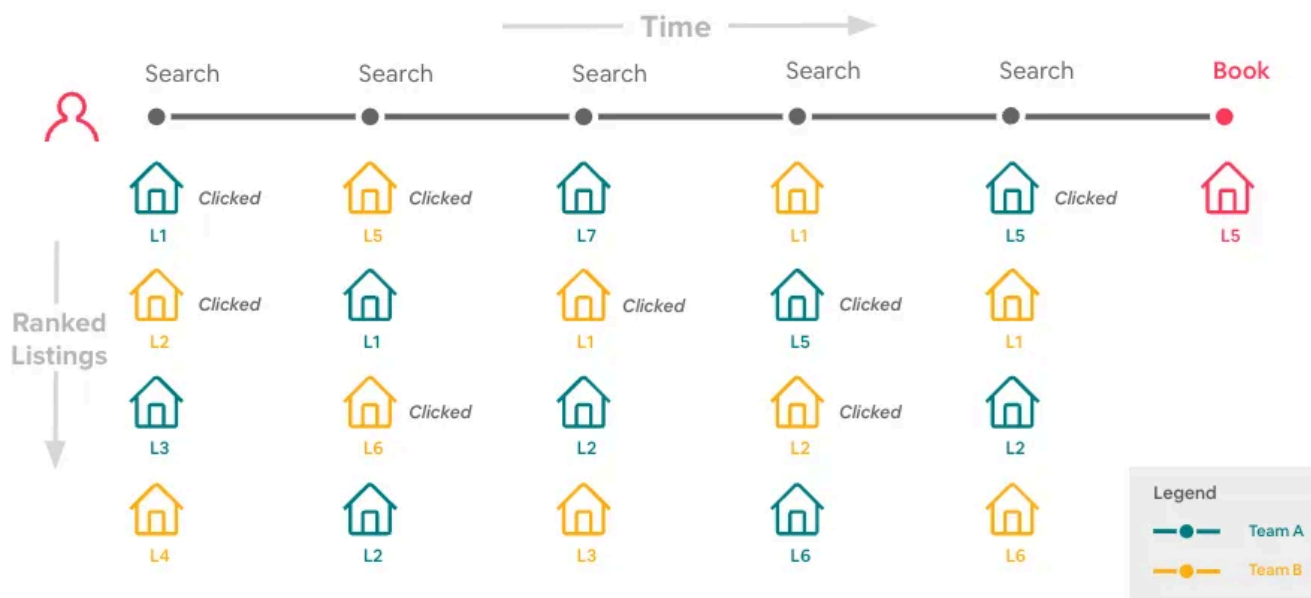 Time
Search Search Search Search Search Book
Clicked Clicked Clicked
L1 L5 L7 L1 L5 L5
Clicked Clicked Clicked
L2 L1 L1 L5 L1
Ranked
Listings
Clicked Clicked
L3 L6 L2 L2 L2
L4 L2 L3 L6 L6
Legend
Team A
Team B